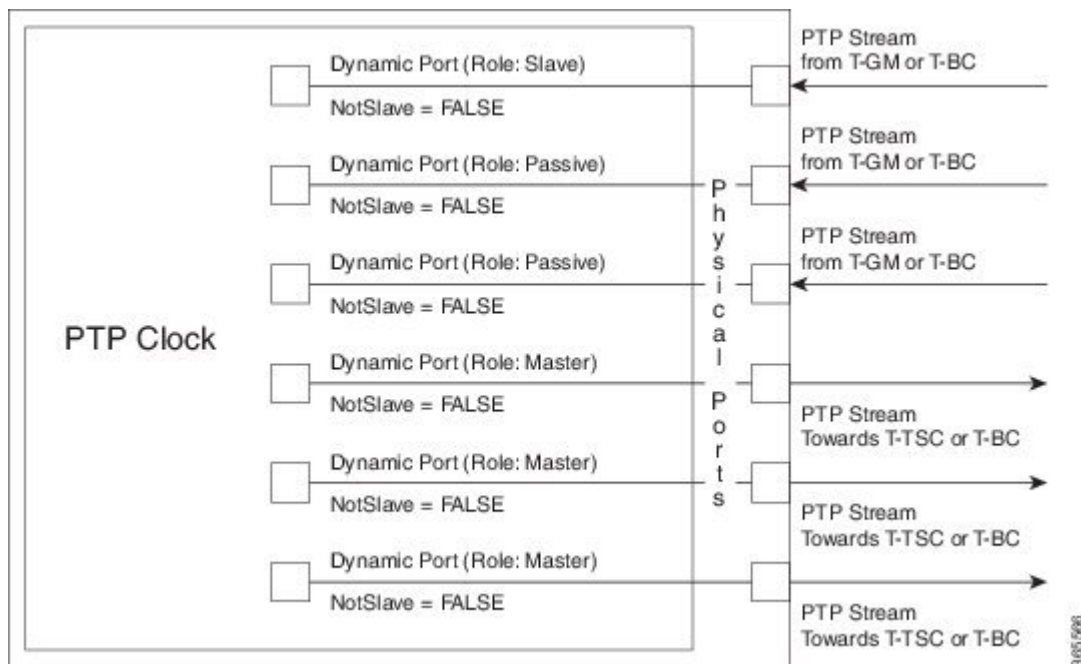 PTP Stream
from T-GM or T-BC
Dynamic Port (Role: Slave)
NotSlave = FALSE
PTP Stream
from T-GM or T-BC
Dynamic Port (Role: Passive)
NotSlave = FALSE
PTP Stream
from T-GM or T-BC
Dynamic Port (Role: Passive)
NotSlave = FALSE
PTP Clock
Physical Ports
Dynamic Port (Role: Master)
NotSlave = FALSE
PTP Stream
Towards T-TSC or T-BC
Dynamic Port (Role: Master)
NotSlave = FALSE
PTP Stream
Towards T-TSC or T-BC
Dynamic Port (Role: Master)
NotSlave = FALSE
PTP Stream
Towards T-TSC or T-BC